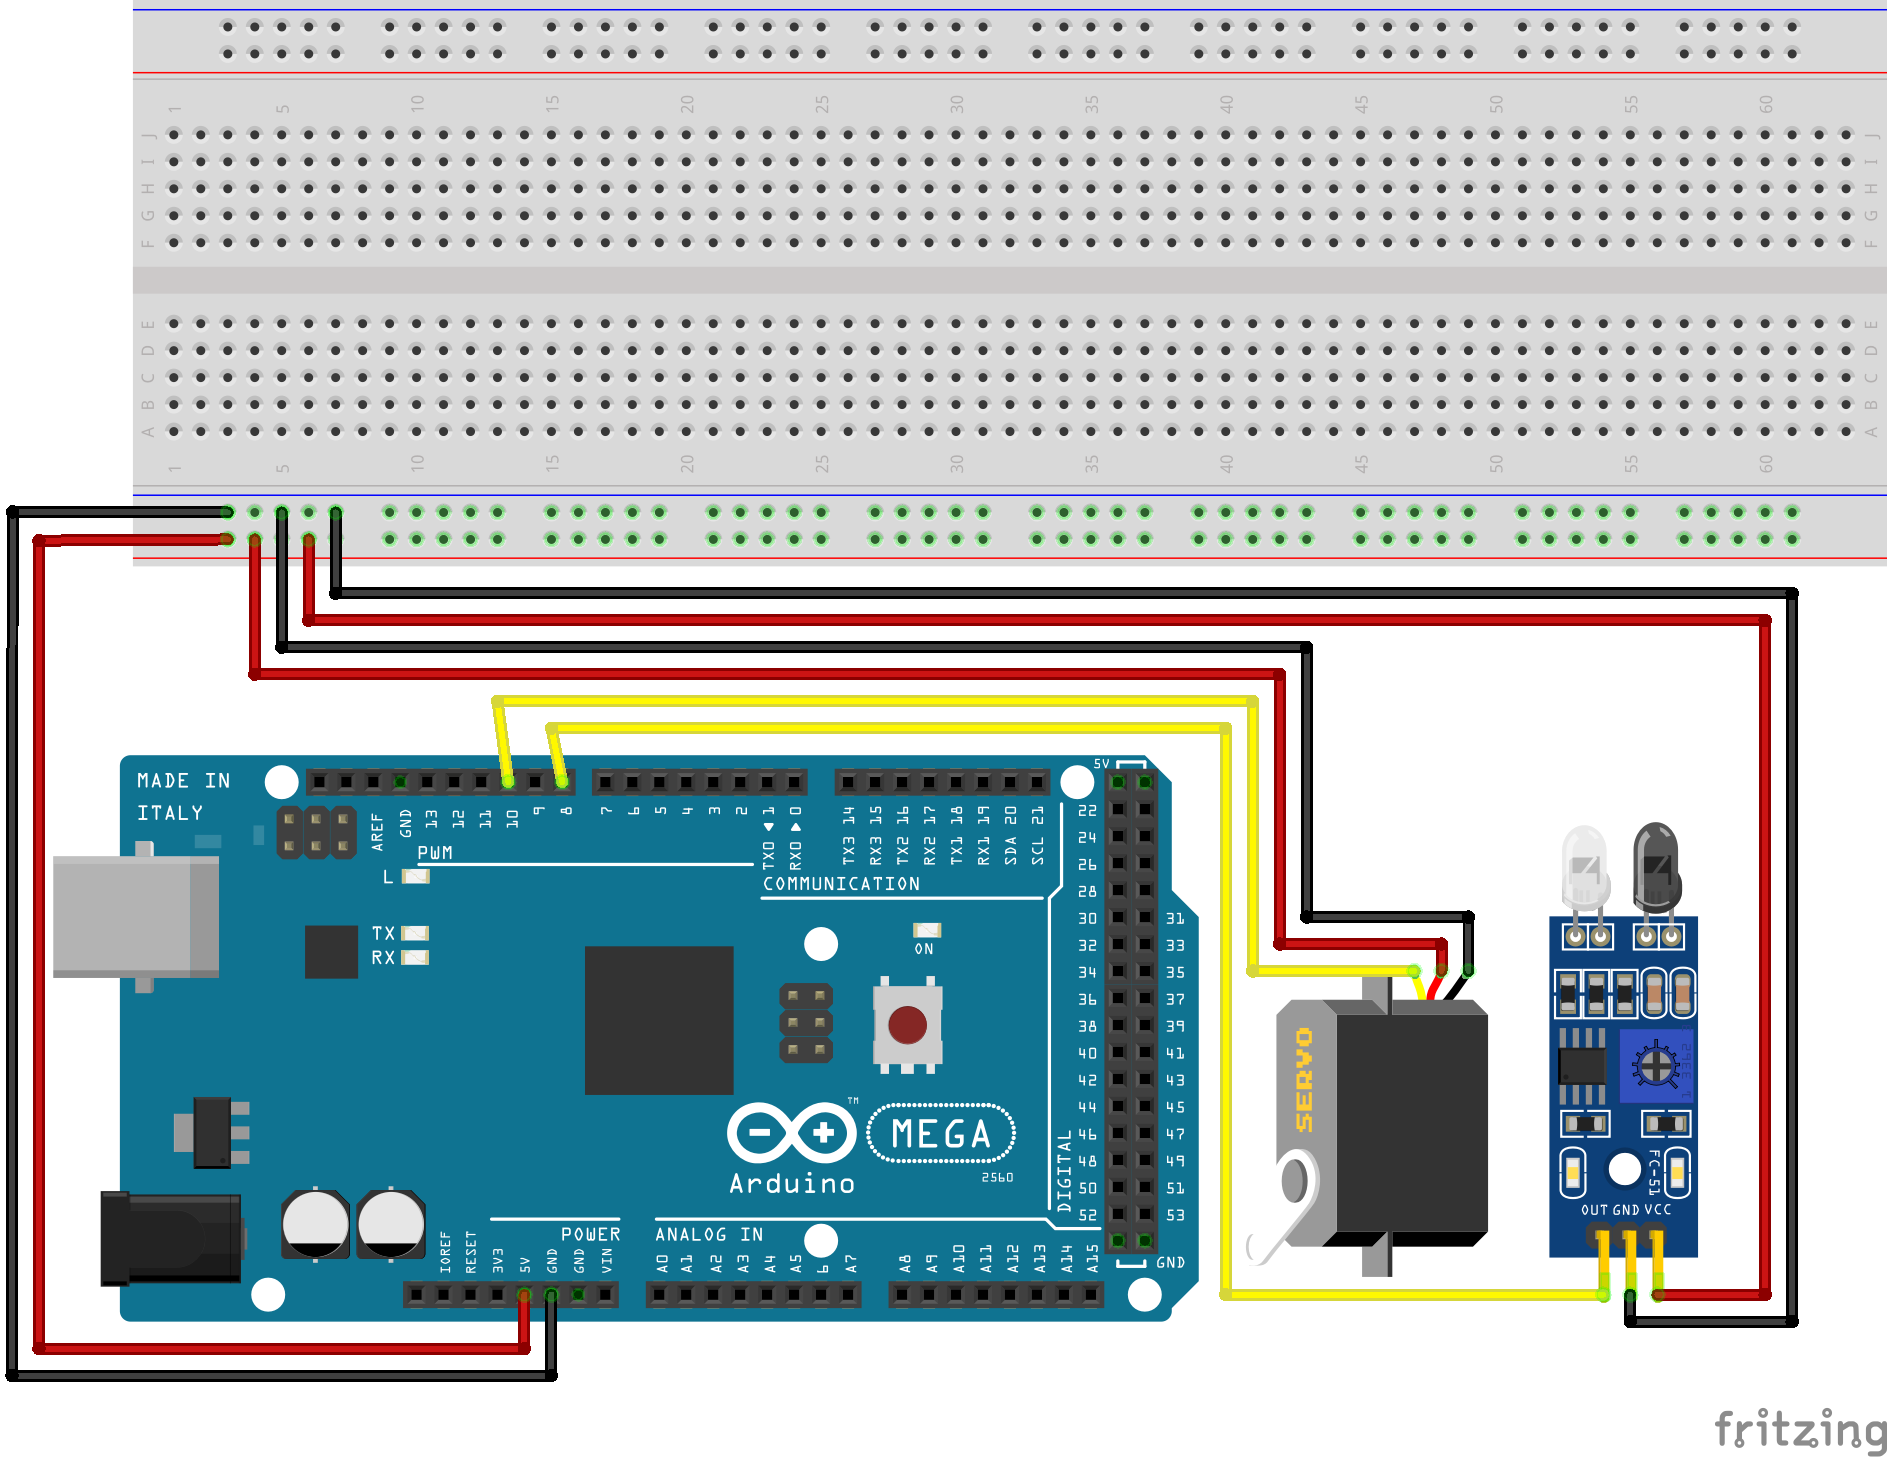 1 5 10 15 20 25 30 35 40 45 50 55 60
J J
I I
H H
G G
F F
E E
D D
C C
B B
A A
1 5 10 15 20 25 30 35 40 45 50 55 60
MADE IN
ITALY
AREF GND 13 12 11 10 9 8 7 6 5 4 3 2 TX0 1 RX0 0 TX3 14 RX3 15 TX2 16 RX2 17 TX1 18 RX1 19 SDA 20 SCL 21
5V
PWM
COMMUNICATION
L
TX
RX
ON
22
24
26
28
30 31
32 33
34 35
36 37
38 39
40 41
42 43
44 45
46 47
48 49
50 51
52 53
GND
DIGITAL
TM
MEGA
2560
Arduino
POWER
ANALOG IN
IOREF RESET 3V3 5V GND GND VIN A0 A1 A2 A3 A4 A5 6 A7 A8 A9 A10 A11 A12 A13 A14 A15
SERVO
3362
FC-51
OUT GND VCC
fritzing